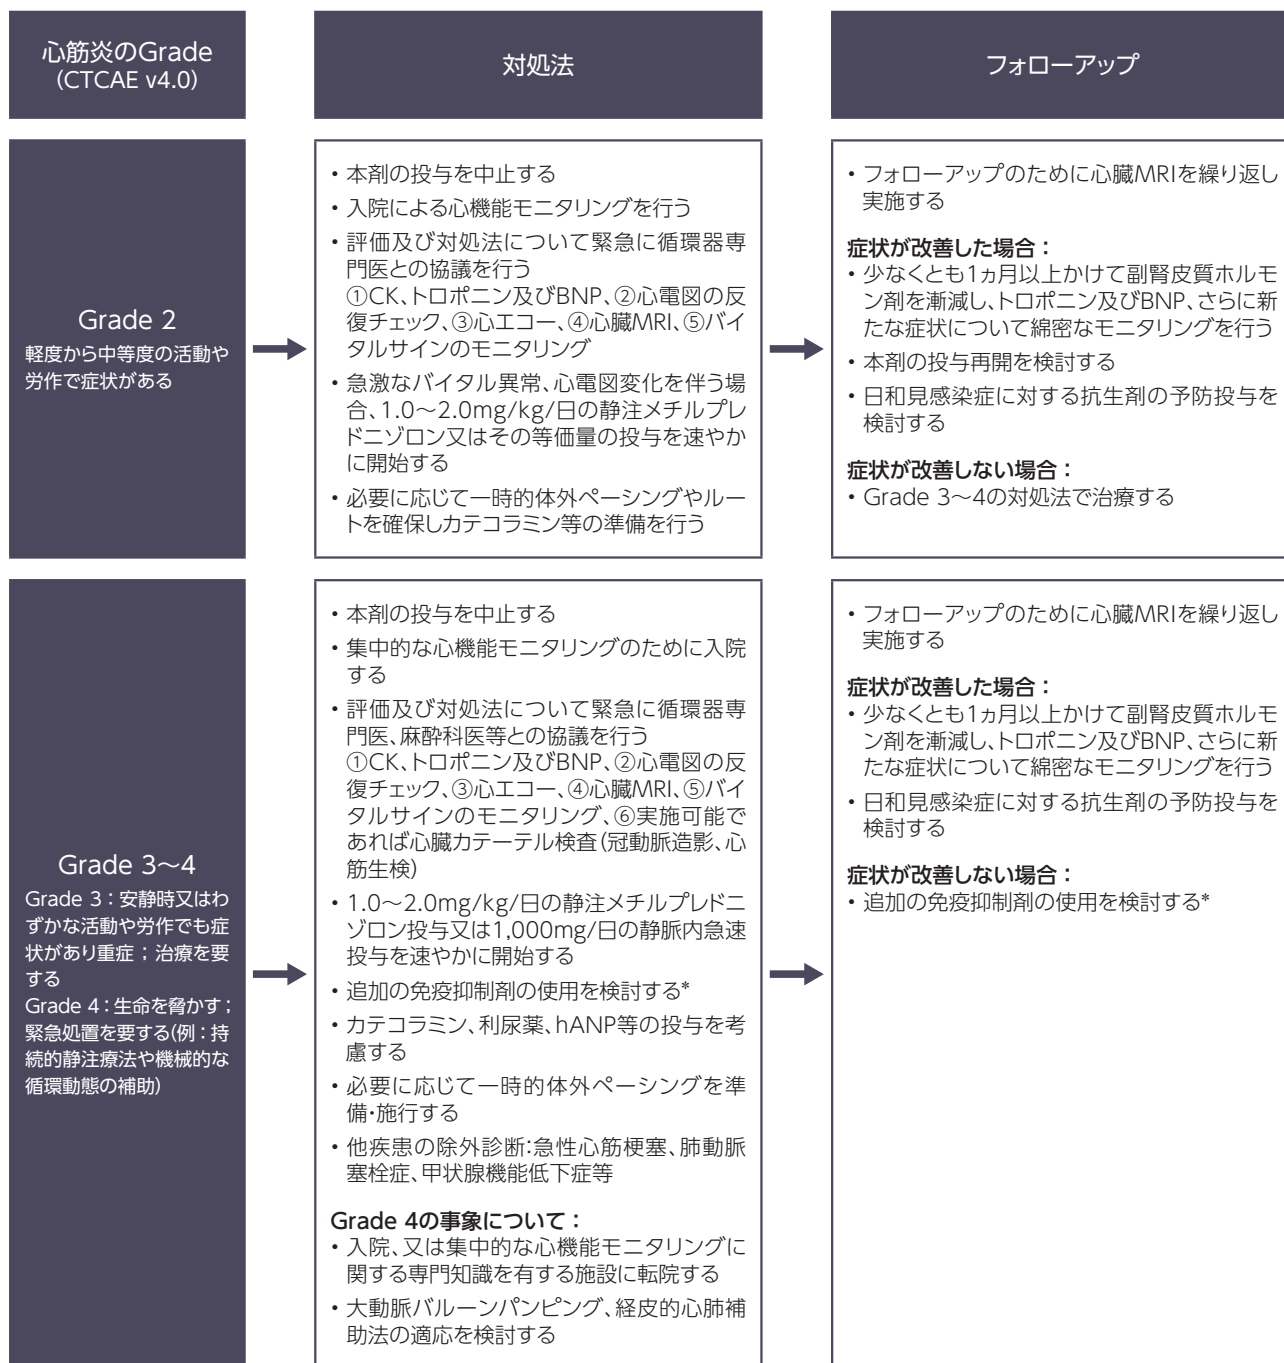 心筋炎のGrade
(CTCAE v4.0)
対処法
フォローアップ
Grade 2
軽度から中等度の活動や
労作で症状がある
・本剤の投与を中止する
・入院による心機能モニタリングを行う
・評価及び対処法について緊急に循環器専
門医との協議を行う
①CK、トロポニン及びBNP、②心電図の反
復チェック、③心エコー、④心臓MRI、⑤バイ
タルサインのモニタリング
・急激なバイタル異常、心電図変化を伴う場
合、1.0～2.0mg/kg/日の静注メチルプレ
ドニゾロン又はその等価量の投与を速やか
に開始する
・必要に応じて一時的体外ペーシングやルー
トを確保しカテコラミン等の準備を行う
・フォローアップのために心臓MRIを繰り返し
実施する
症状が改善した場合：
・少なくとも1ヵ月以上かけて副腎皮質ホルモ
ン剤を漸減し、トロポニン及びBNP、さらに新
たな症状について綿密なモニタリングを行う
・本剤の投与再開を検討する
・日和見感染症に対する抗生剤の予防投与を
検討する
症状が改善しない場合：
・Grade 3～4の対処法で治療する
Grade 3～4
Grade 3：安静時又はわ
ずかな活動や労作でも症
状があり重症；治療を要
する
Grade 4：生命を脅かす；
緊急処置を要する(例：持
続的静注療法や機械的な
循環動態の補助)
・本剤の投与を中止する
・集中的な心機能モニタリングのために入院
する
・評価及び対処法について緊急に循環器専
門医、麻酔科医等との協議を行う
①CK、トロポニン及びBNP、②心電図の反
復チェック、③心エコー、④心臓MRI、⑤バイ
タルサインのモニタリング、⑥実施可能で
あれば心臓カテーテル検査(冠動脈造影、心
筋生検)
・1.0～2.0mg/kg/日の静注メチルプレドニ
ゾロン投与又は1,000mg/日の静脈内急速
投与を速やかに開始する
・追加の免疫抑制剤の使用を検討する*
・カテコラミン、利尿薬、hANP等の投与を考
慮する
・必要に応じて一時的体外ペーシングを準
備・施行する
・他疾患の除外診断:急性心筋梗塞、肺動脈
塞栓症、甲状腺機能低下症等
Grade 4の事象について：
・入院、又は集中的な心機能モニタリングに
関する専門知識を有する施設に転院する
・大動脈バルーンパンピング、経皮的心肺補
助法の適応を検討する
・フォローアップのために心臓MRIを繰り返し
実施する
症状が改善した場合：
・少なくとも1ヵ月以上かけて副腎皮質ホルモ
ン剤を漸減し、トロポニン及びBNP、さらに新
たな症状について綿密なモニタリングを行う
・日和見感染症に対する抗生剤の予防投与を
検討する
症状が改善しない場合：
・追加の免疫抑制剤の使用を検討する*